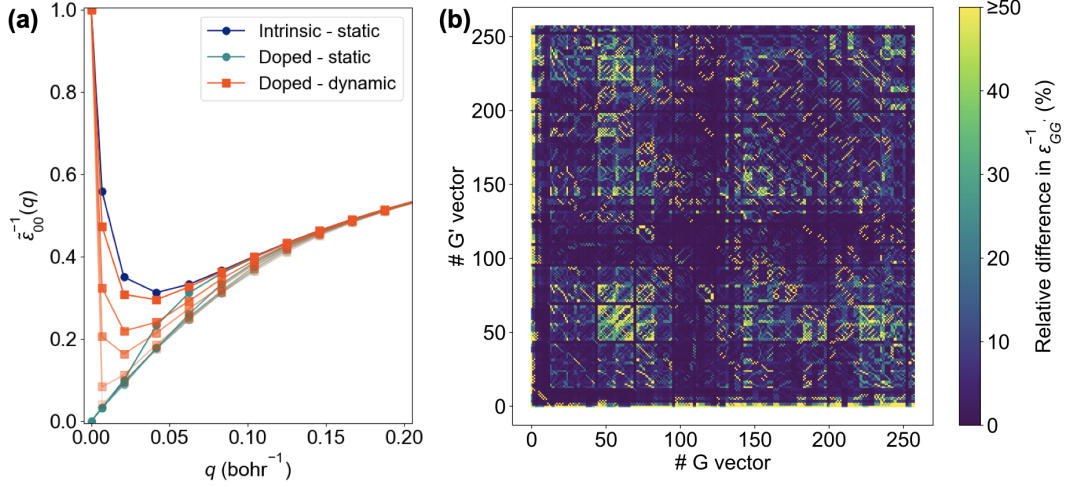 (a)
1.0
0.8
0.6
0.4
0.2
0.0
ε⁻¹₀₀(q)
Intrinsic - static
Doped - static
Doped - dynamic
0.00
0.05
0.10
0.15
0.20
q (bohr⁻¹)
(b)
250
200
150
100
50
0
# G' vector
0
50
100
150
200
250
# G vector
≥50
40
30
20
10
0
Relative difference in ε⁻¹GG' (%)